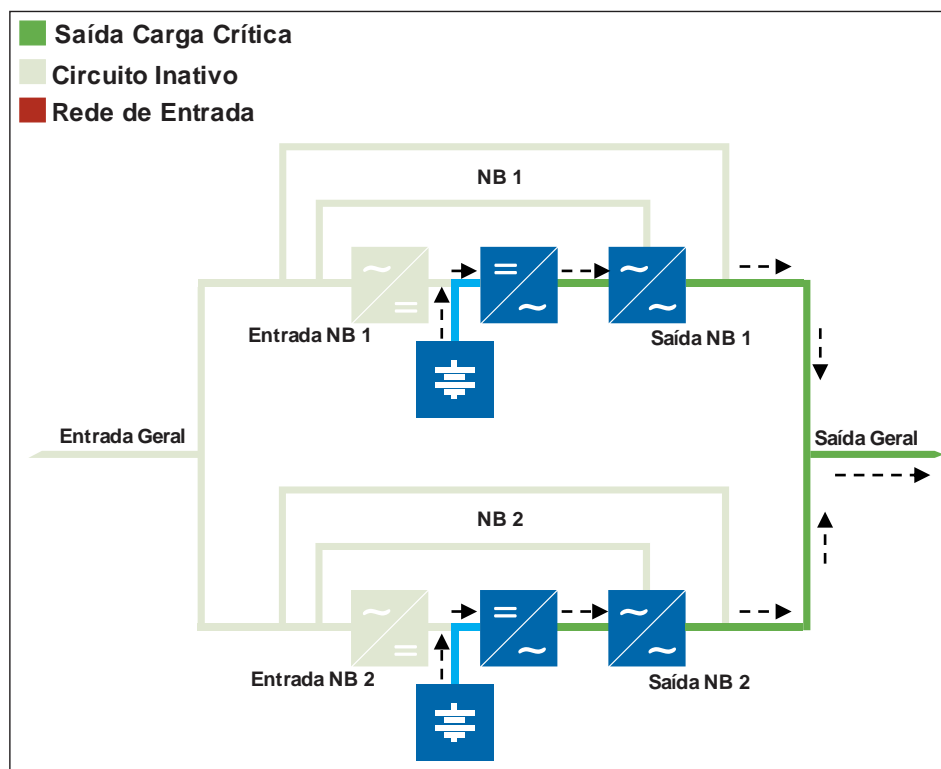 Saída Carga Crítica
Circuito Inativo
Rede de Entrada
NB 1
Entrada NB 1
Saída NB 1
Entrada Geral
Saída Geral
NB 2
Entrada NB 2
Saída NB 2